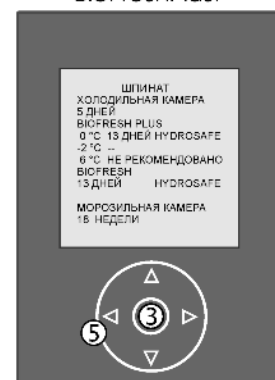 ШПИНАТ
ХОЛОДИЛЬНАЯ КАМЕРА
5 ДНЕЙ
BIOFRESH PLUS
0 °C 13 ДНЕЙ HYDROSAFE
-2 °C --
6 °C НЕ РЕКОМЕНДОВАНО
BIOFRESH
13 ДНЕЙ HYDROSAFE
МОРОЗИЛЬНАЯ КАМЕРА
18 НЕДЕЛИ
3
5